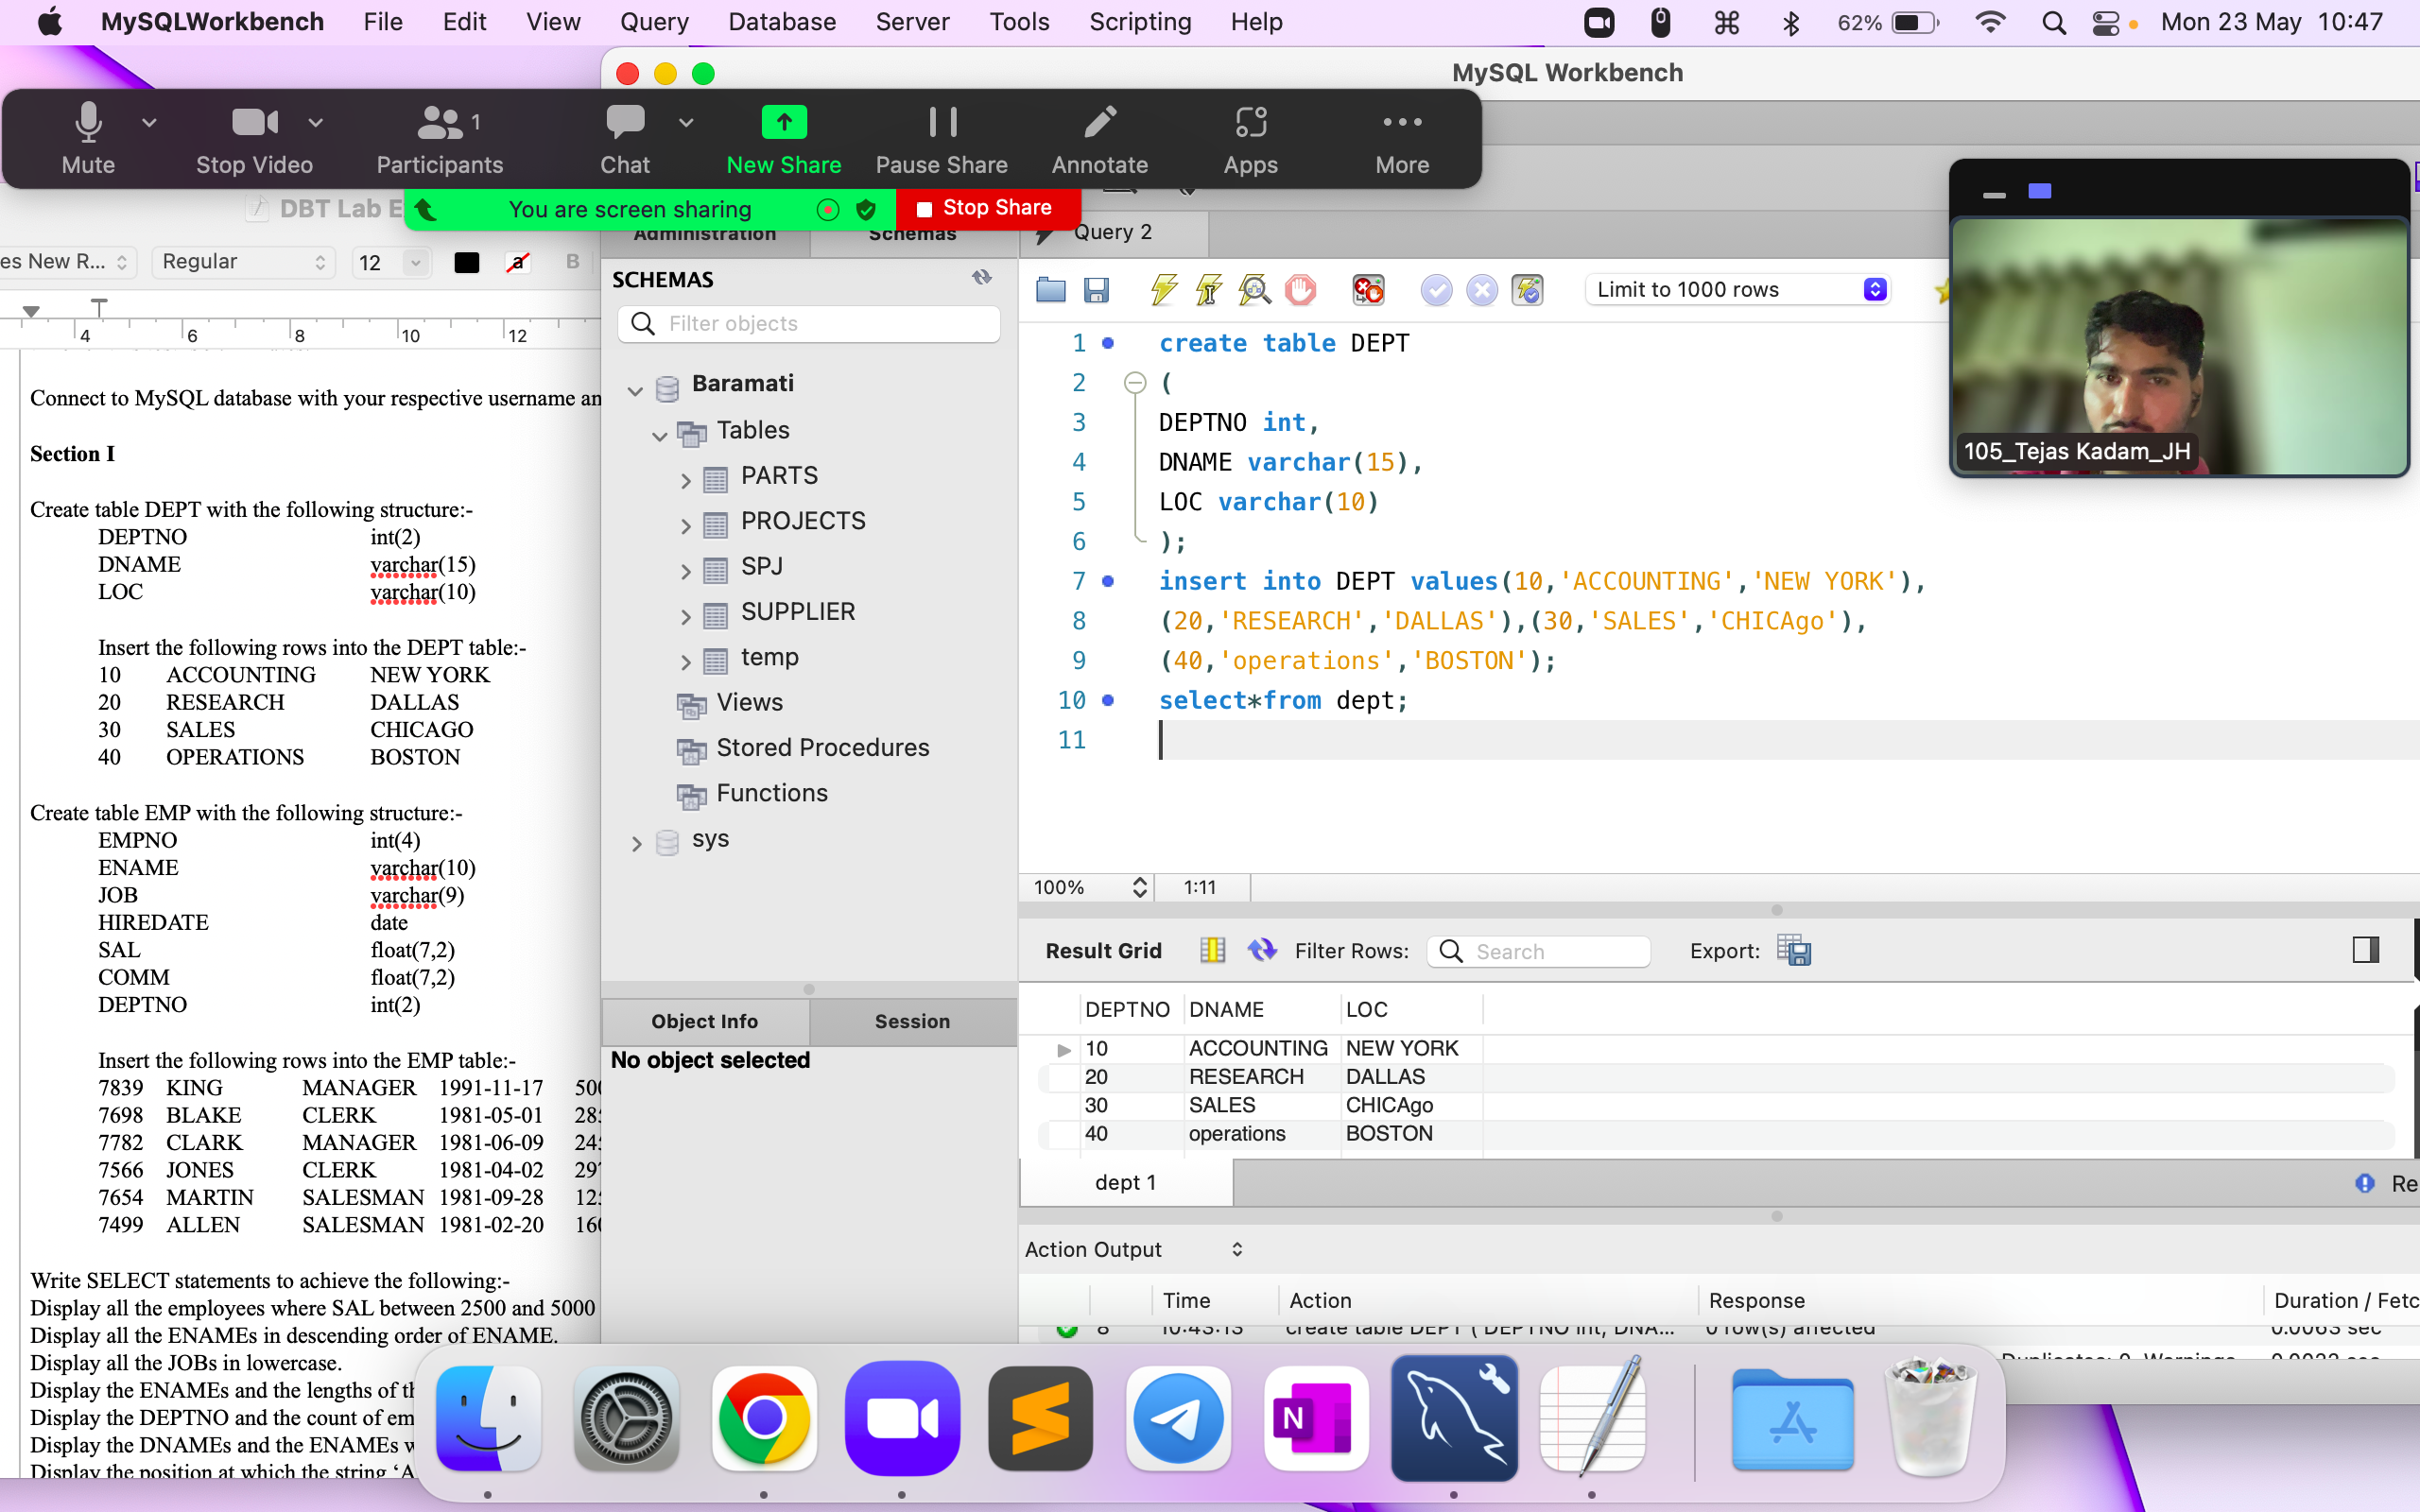 MySQLWorkbench File Edit View Query Database Server Tools Scripting Help 62% Mon 23 May 10:47
MySQL Workbench
Mute Stop Video Participants 1 Chat New Share Pause Share Annotate Apps More
You are screen sharing Stop Share
DBT Lab E
es New R... Regular 12 a B
4 6 8 10 12
Connect to MySQL database with your respective username an
Section I
Create table DEPT with the following structure:-
DEPTNO int(2)
DNAME varchar(15)
LOC varchar(10)
Insert the following rows into the DEPT table:-
10 ACCOUNTING NEW YORK
20 RESEARCH DALLAS
30 SALES CHICAGO
40 OPERATIONS BOSTON
Create table EMP with the following structure:-
EMPNO int(4)
ENAME varchar(10)
JOB varchar(9)
HIREDATE date
SAL float(7,2)
COMM float(7,2)
DEPTNO int(2)
Insert the following rows into the EMP table:-
7839 KING MANAGER 1991-11-17 500
7698 BLAKE CLERK 1981-05-01 285
7782 CLARK MANAGER 1981-06-09 245
7566 JONES CLERK 1981-04-02 297
7654 MARTIN SALESMAN 1981-09-28 125
7499 ALLEN SALESMAN 1981-02-20 160
Write SELECT statements to achieve the following:-
Display all the employees where SAL between 2500 and 5000
Display all the ENAMEs in descending order of ENAME.
Display all the JOBs in lowercase.
Display the ENAMEs and the lengths of th
Display the DEPTNO and the count of em
Display the DNAMEs and the ENAMEs w
Display the position at which the string ‘A
Administration Schemas
SCHEMAS
Filter objects
Baramati
Tables
PARTS
PROJECTS
SPJ
SUPPLIER
temp
Views
Stored Procedures
Functions
sys
Object Info Session
No object selected
Query 2
Limit to 1000 rows
1 create table DEPT
2 (
3 DEPTNO int,
4 DNAME varchar(15),
5 LOC varchar(10)
6 );
7 insert into DEPT values(10,'ACCOUNTING','NEW YORK'),
8 (20,'RESEARCH','DALLAS'),(30,'SALES','CHICAgo'),
9 (40,'operations','BOSTON');
10 select*from dept;
11
100% 1:11
Result Grid Filter Rows: Search Export:
DEPTNO DNAME LOC
10 ACCOUNTING NEW YORK
20 RESEARCH DALLAS
30 SALES CHICAgo
40 operations BOSTON
dept 1 Re
Action Output
Time Action Response Duration / Fetc
8 10:43:13 create table DEPT ( DEPTNO int, DNA... 0 row(s) affected 0.0063 sec
105_Tejas Kadam_JH
N